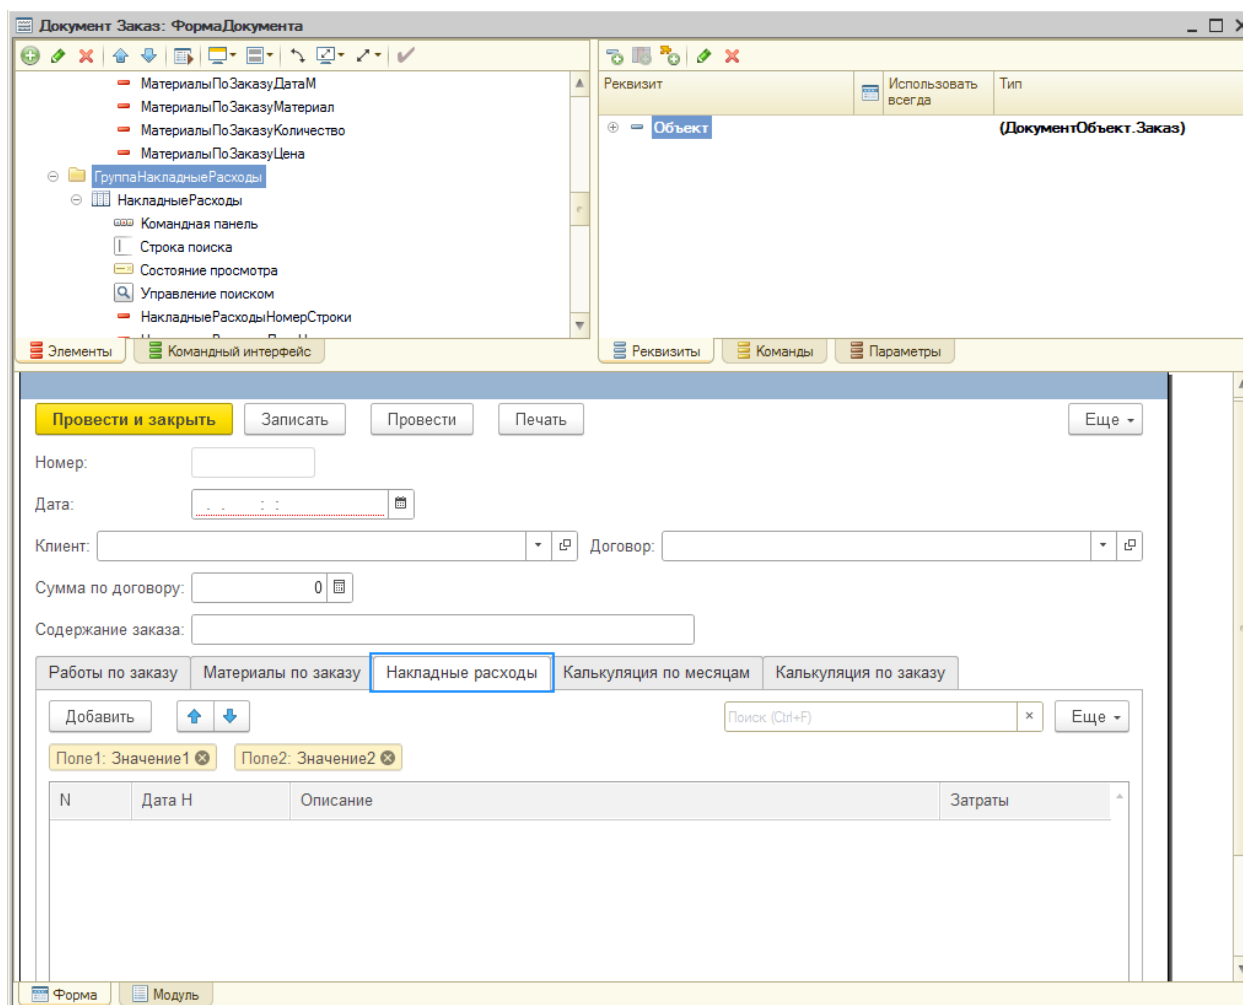 Документ Заказ: ФормаДокумента
МатериалыПоЗаказуДатаМ
МатериалыПоЗаказуМатериал
МатериалыПоЗаказуКоличество
МатериалыПоЗаказуЦена
ГруппаНакладныеРасходы
НакладныеРасходы
Командная панель
Строка поиска
Состояние просмотра
Управление поиском
НакладныеРасходыНомерСтроки
Элементы Командный интерфейс
Реквизит Использовать всегда Тип
Объект (ДокументОбъект.Заказ)
Реквизиты Команды Параметры
Провести и закрыть Записать Провести Печать Еще
Номер:
Дата: . . : :
Клиент: Договор:
Сумма по договору: 0
Содержание заказа:
Работы по заказу Материалы по заказу Накладные расходы Калькуляция по месяцам Калькуляция по заказу
Добавить Поиск (Ctrl+F) × Еще
Поле1: Значение1 Поле2: Значение2
N Дата Н Описание Затраты
Форма Модуль